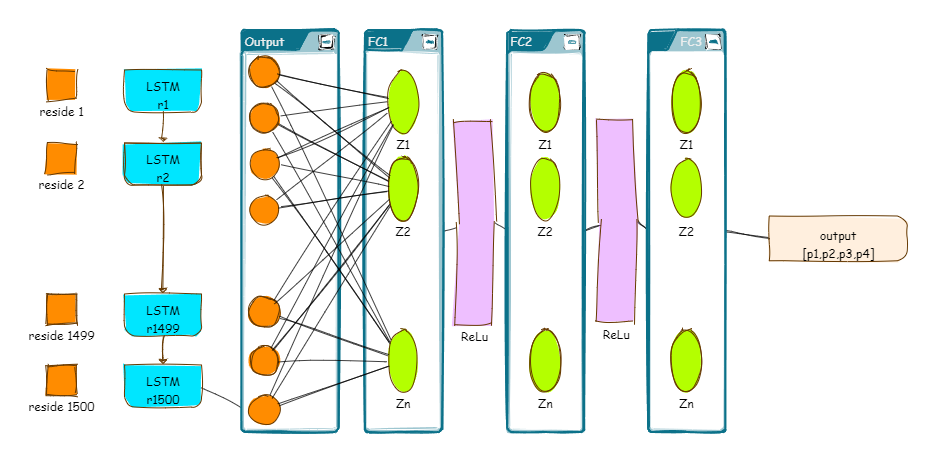 Output
FC1
FC2
FC3
reside 1
LSTM
r1
reside 2
LSTM
r2
reside 1499
LSTM
r1499
reside 1500
LSTM
r1500
Z1
Z2
Zn
ReLu
Z1
Z2
Zn
ReLu
Z1
Z2
Zn
output
[p1,p2,p3,p4]